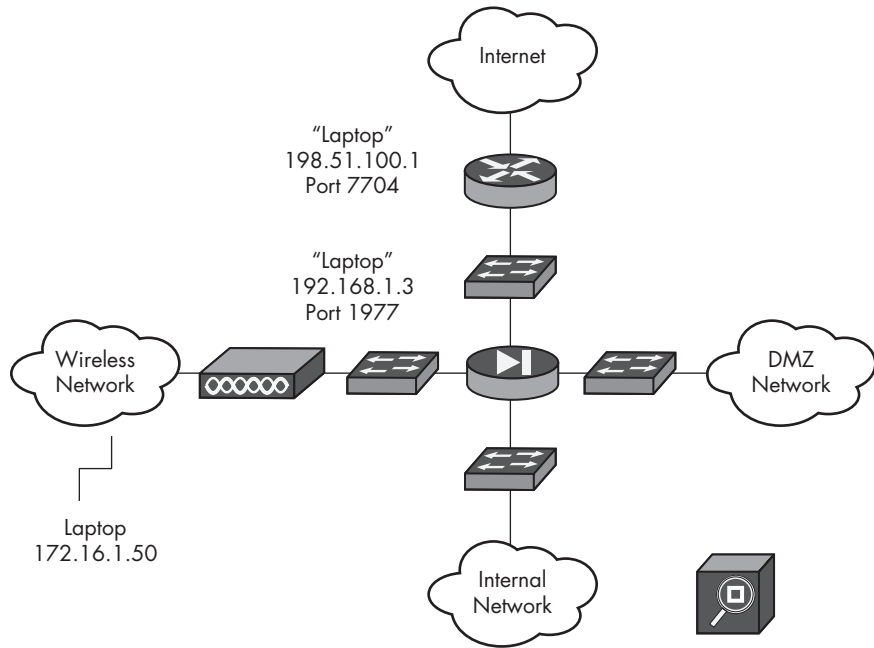 Internet
“Laptop”
198.51.100.1
Port 7704
“Laptop”
192.168.1.3
Port 1977
Wireless
Network
DMZ
Network
Laptop
172.16.1.50
Internal
Network